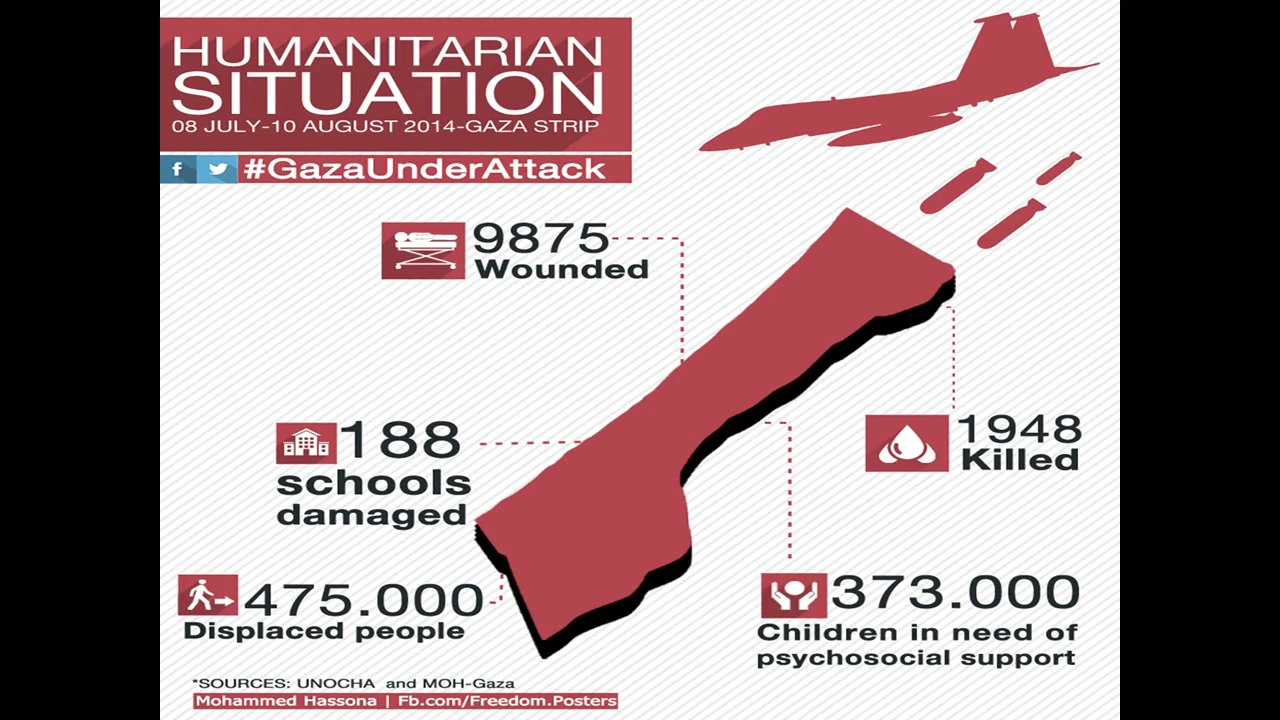 HUMANITARIAN
SITUATION
08 JULY-10 AUGUST 2014-GAZA STRIP
f #GazaUnderAttack
9875
Wounded
188
schools
damaged
1948
Killed
475.000
Displaced people
373.000
Children in need of
psychosocial support
*SOURCES: UNOCHA and MOH-Gaza
Mohammed Hassona | Fb.com/Freedom.Posters